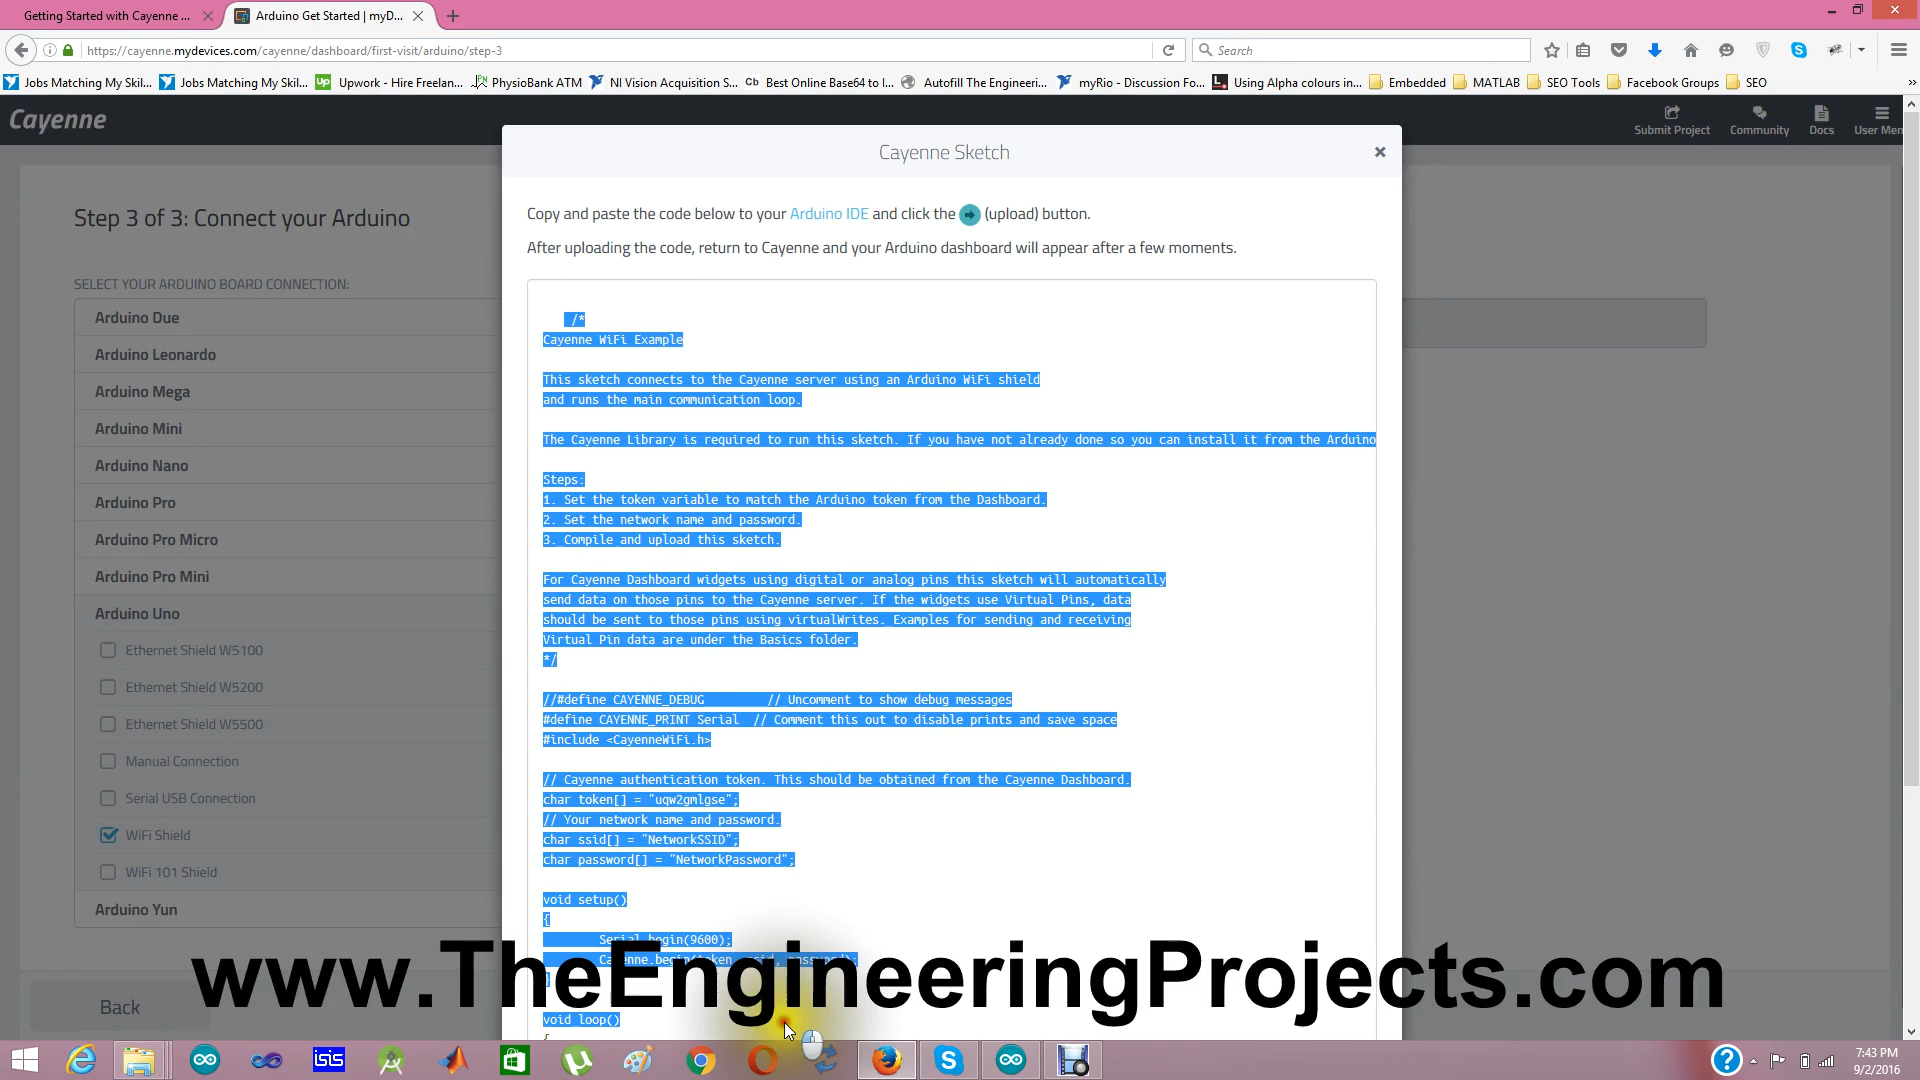 Getting Started with Cayenne ...
Arduino Get Started | myD...
https://cayenne.mydevices.com/cayenne/dashboard/first-visit/arduino/step-3
Search
Jobs Matching My Skil...
Jobs Matching My Skil...
Up
Upwork - Hire Freelan...
PhysioBank ATM
NI Vision Acquisition S...
Cb
Best Online Base64 to I...
Autofill The Engineeri...
myRio - Discussion Fo...
Using Alpha colours in...
Embedded
MATLAB
SEO Tools
Facebook Groups
SEO
Cayenne
Submit Project
Community
Docs
User Men
Step 3 of 3: Connect your Arduino
SELECT YOUR ARDUINO BOARD CONNECTION:
Arduino Due
Arduino Leonardo
Arduino Mega
Arduino Mini
Arduino Nano
Arduino Pro
Arduino Pro Micro
Arduino Pro Mini
Arduino Uno
Ethernet Shield W5100
Ethernet Shield W5200
Ethernet Shield W5500
Manual Connection
Serial USB Connection
WiFi Shield
WiFi 101 Shield
Arduino Yun
Back
Cayenne Sketch
Copy and paste the code below to your Arduino IDE and click the (upload) button.
After uploading the code, return to Cayenne and your Arduino dashboard will appear after a few moments.
/*
Cayenne WiFi Example
This sketch connects to the Cayenne server using an Arduino WiFi shield
and runs the main communication loop.
The Cayenne Library is required to run this sketch. If you have not already done so you can install it from the Arduino
Steps:
1. Set the token variable to match the Arduino token from the Dashboard.
2. Set the network name and password.
3. Compile and upload this sketch.
For Cayenne Dashboard widgets using digital or analog pins this sketch will automatically
send data on those pins to the Cayenne server. If the widgets use Virtual Pins, data
should be sent to those pins using virtualWrites. Examples for sending and receiving
Virtual Pin data are under the Basics folder.
*/
//#define CAYENNE_DEBUG // Uncomment to show debug messages
#define CAYENNE_PRINT Serial // Comment this out to disable prints and save space
#include <CayenneWiFi.h>
// Cayenne authentication token. This should be obtained from the Cayenne Dashboard.
char token[] = "uqw2gmlgse";
// Your network name and password.
char ssid[] = "NetworkSSID";
char password[] = "NetworkPassword";
void setup()
{
Serial.begin(9600);
Cayenne.begin(token, ssid, password);
}
void loop()
{
www.TheEngineeringProjects.com
isis
7:43 PM
9/2/2016